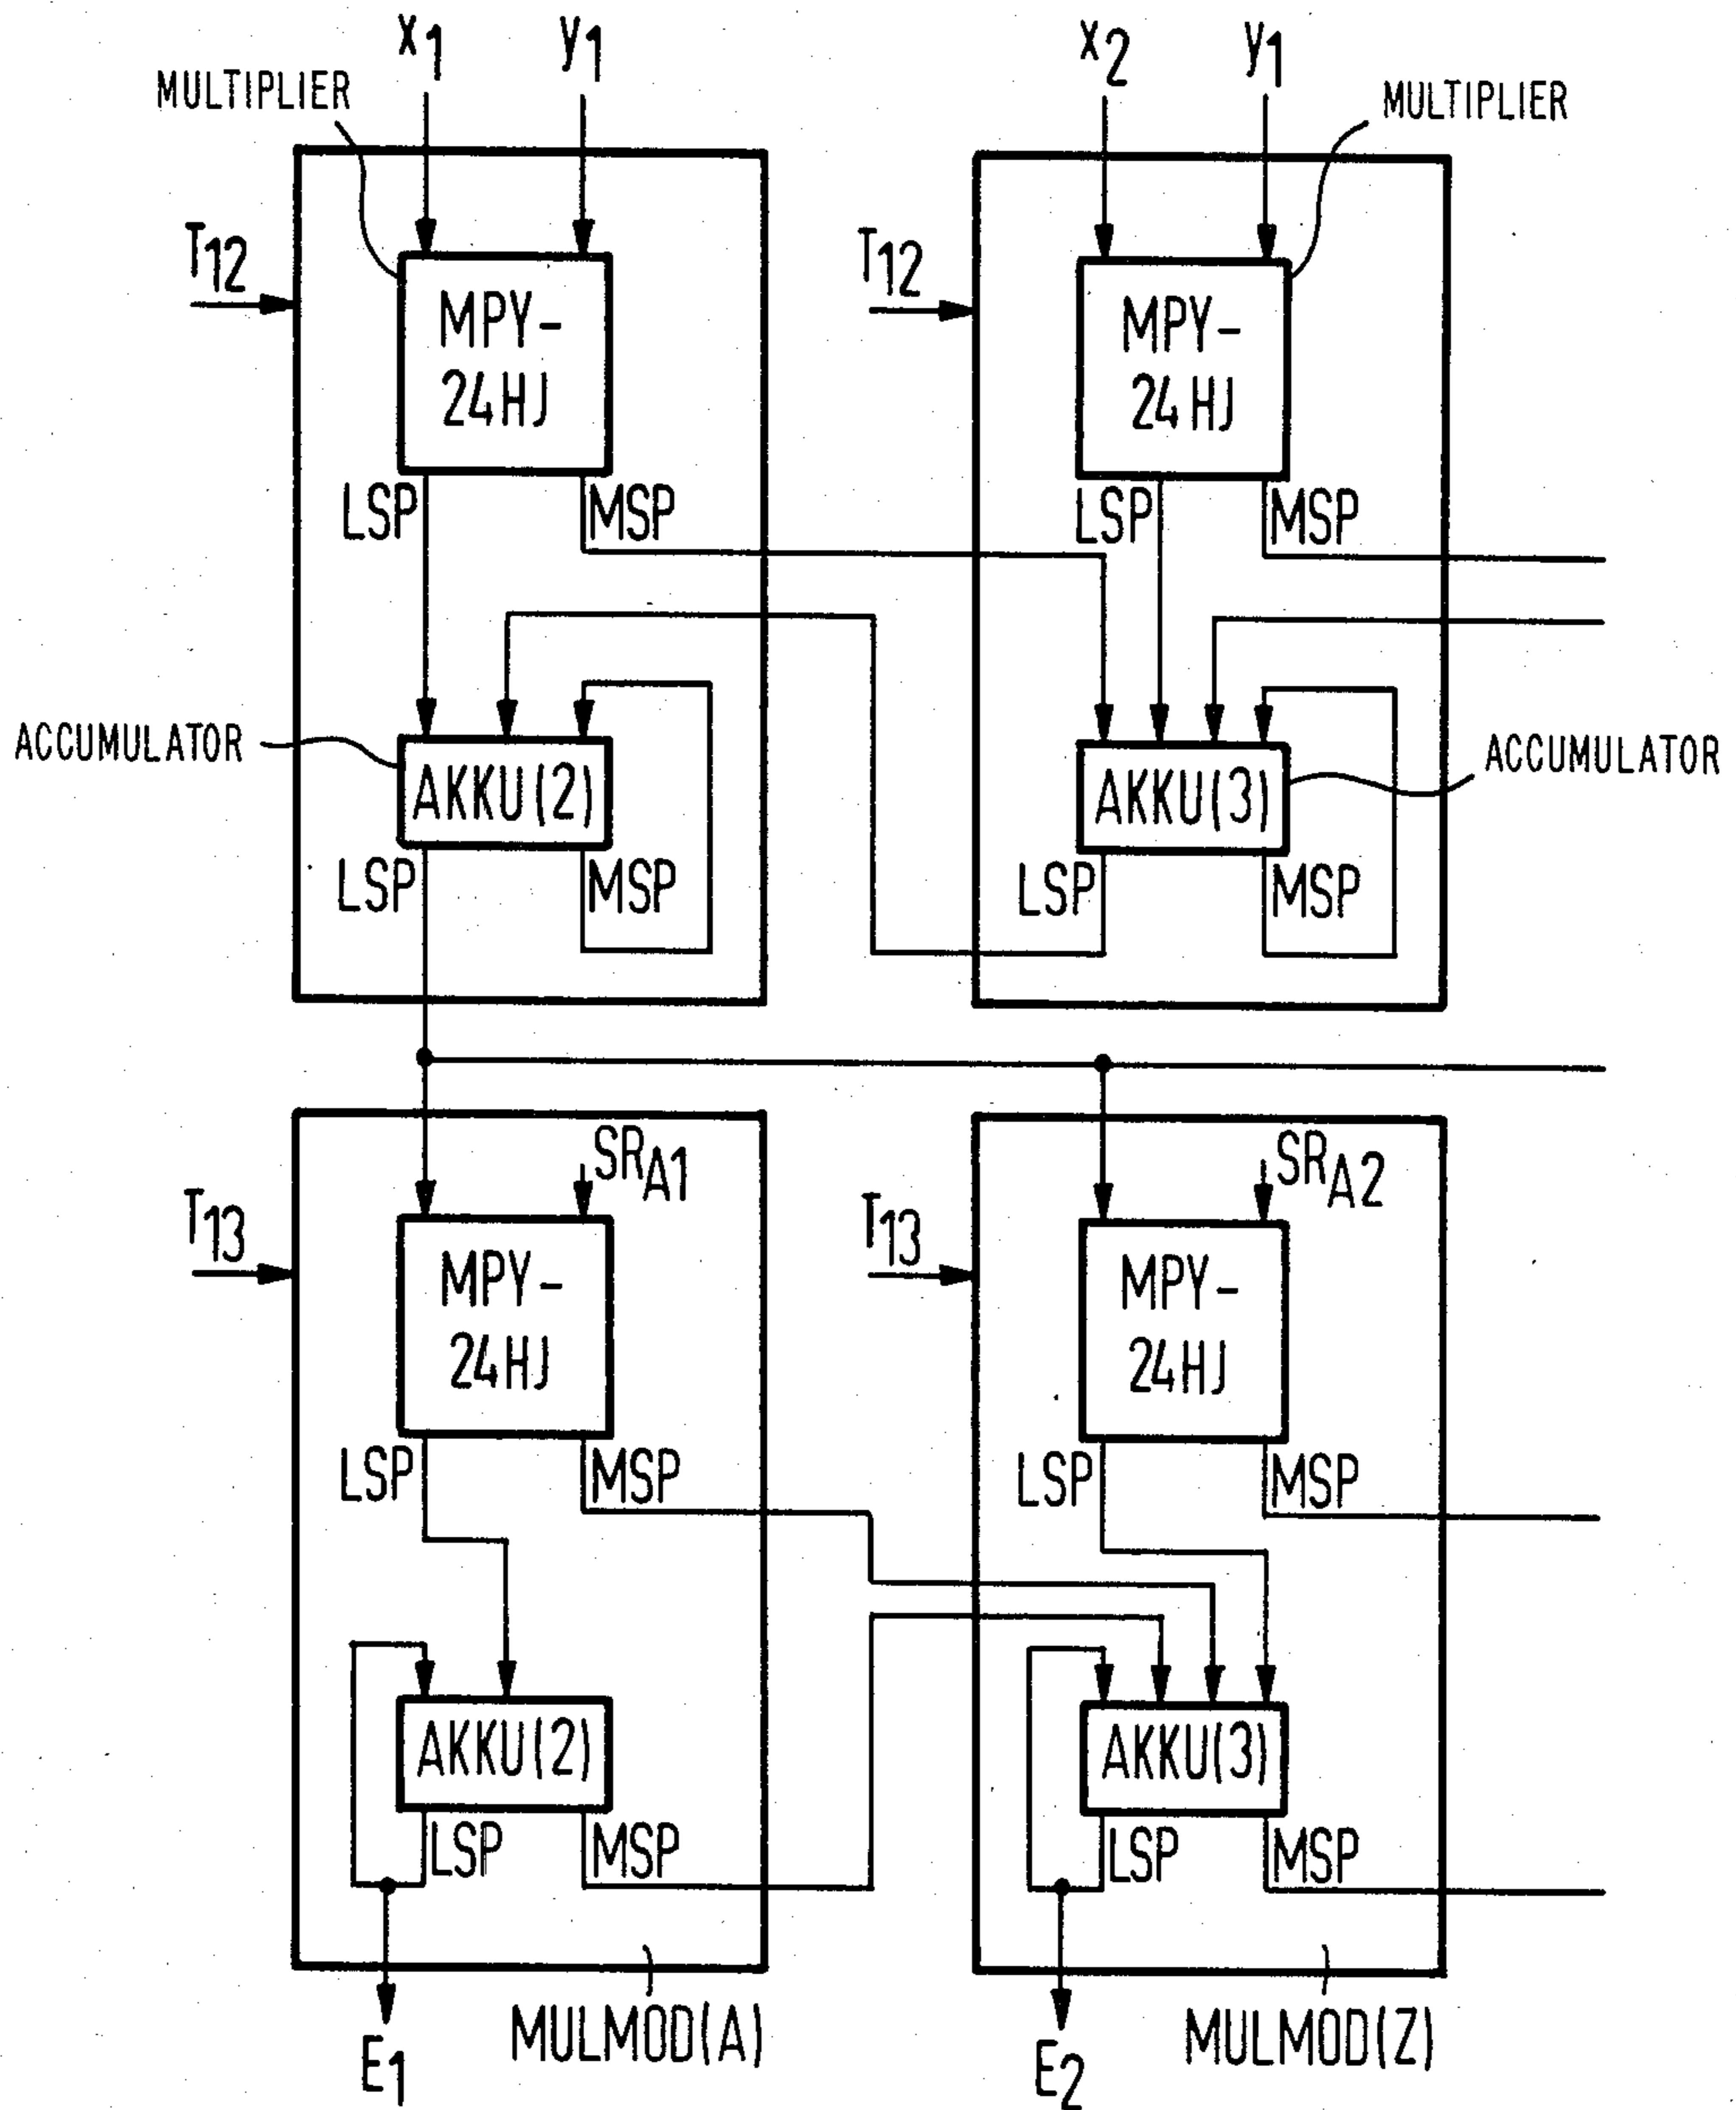 x1 y1 x2 y1
MULTIPLIER MULTIPLIER
T12 T12
MPY-
24HJ
MPY-
24HJ
LSP MSP LSP MSP
ACCUMULATOR AKKU(2) AKKU(3) ACCUMULATOR
LSP MSP LSP MSP
SRA1 SRA2
T13 T13
MPY-
24HJ
MPY-
24HJ
LSP MSP LSP MSP
AKKU(2) AKKU(3)
LSP MSP LSP MSP
MULMOD(A) MULMOD(Z)
E1 E2